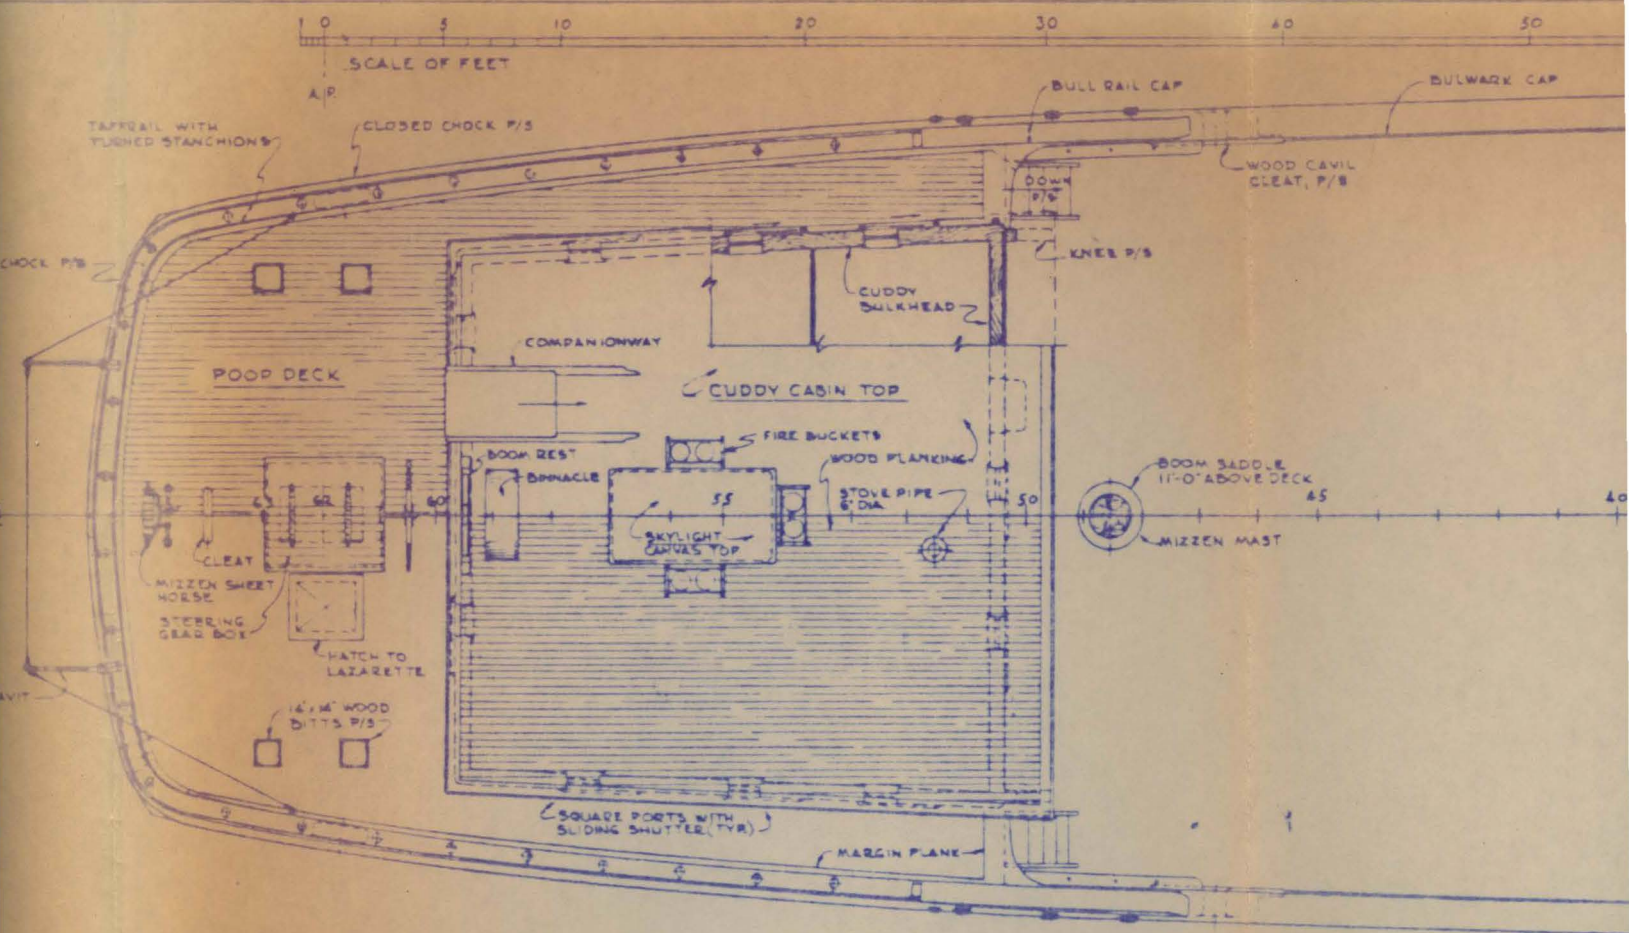 1 0 5 10 20 30 40 50
SCALE OF FEET
A.P.
BULL RAIL CAP
BULWARK CAP
TAFFRAIL WITH
TURNED STANCHIONS
CLOSED CHOCK P/S
WOOD CAVIL
CLEAT, P/S
DOWN
P/S
CHOCK P/S
KNEE P/S
CUDDY
BULKHEAD
COMPANIONWAY
POOP DECK
CUDDY CABIN TOP
FIRE BUCKETS
BOOM REST
WOOD PLANKING
BINNACLE
BOOM SADDLE
11'-0" ABOVE DECK
STOVE PIPE
6" DIA.
60 55 50 45 40
SKYLIGHT
CANVAS TOP
MIZZEN MAST
CLEAT
MIZZEN SHEET
HORSE
STEERING
GEAR BOX
HATCH TO
LAZARETTE
14"x14" WOOD
BITTS P/S
SQUARE PORTS WITH
SLIDING SHUTTER (TYP.)
MARGIN PLANK